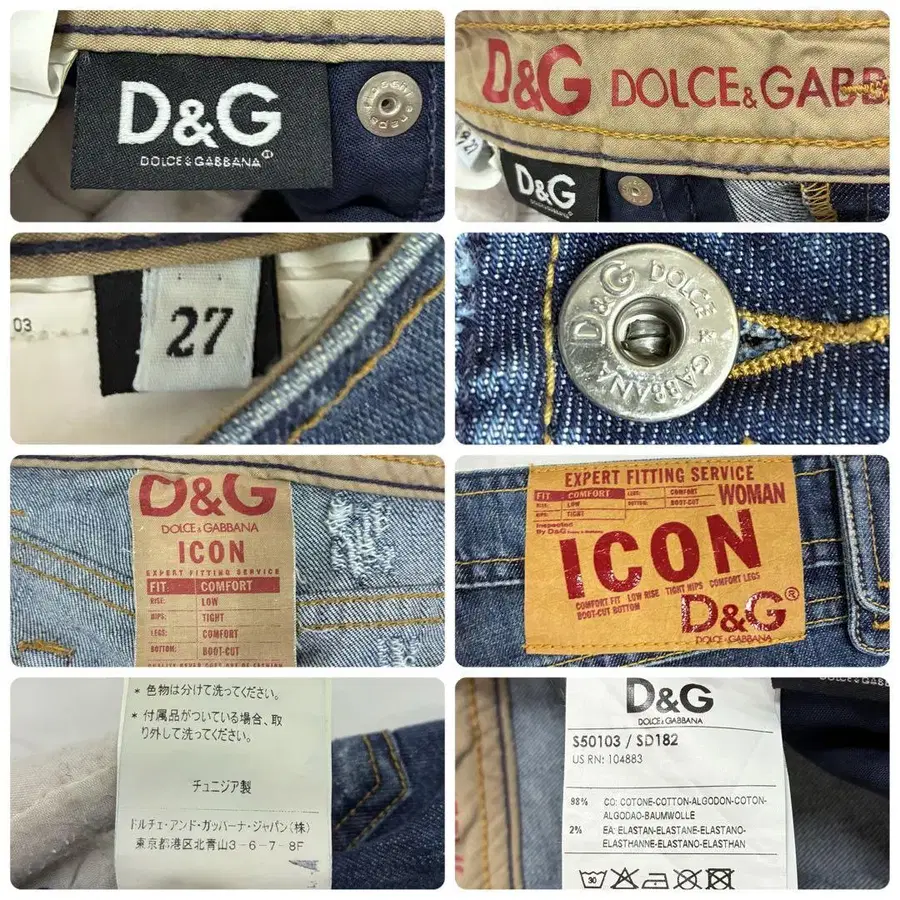 D&G
DOLCE & GABBANA
D&G DOLCE & GABB
27
D&G
03
27
D&G DOLCE & GABBANA
D&G
DOLCE & GABBANA
ICON
EXPERT FITTING SERVICE
FIT: COMFORT
RISE: LOW
HIPS: TIGHT
LEGS: COMFORT
BOTTOM: BOOT-CUT
EXPERT FITTING SERVICE
FIT COMFORT LEGS: COMFORT
RISE: LOW BOTTOM: BOOT-CUT
HIPS: TIGHT
WOMAN
Inspected
By D&G
ICON
COMFORT FIT LOW RISE TIGHT HIPS COMFORT LEGS
BOOT-CUT BOTTOM
D&G®
DOLCE & GABBANA
* 色物は分けて洗ってください。
* 付属品がついている場合、取
り外して洗ってください。
チュニジア製
ドルチェ・アンド・ガッバーナ・ジャパン(株)
東京都港区北青山3-6-7-8F
D&G
DOLCE & GABBANA
S50103 / SD182
US RN: 104883
98% CO: COTONE-COTTON-ALGODON-COTON-
ALGODAO-BAUMWOLLE
2% EA: ELASTAN-ELASTANE-ELASTANO-
ELASTHANNE-ELASTANO-ELASTHAN
30